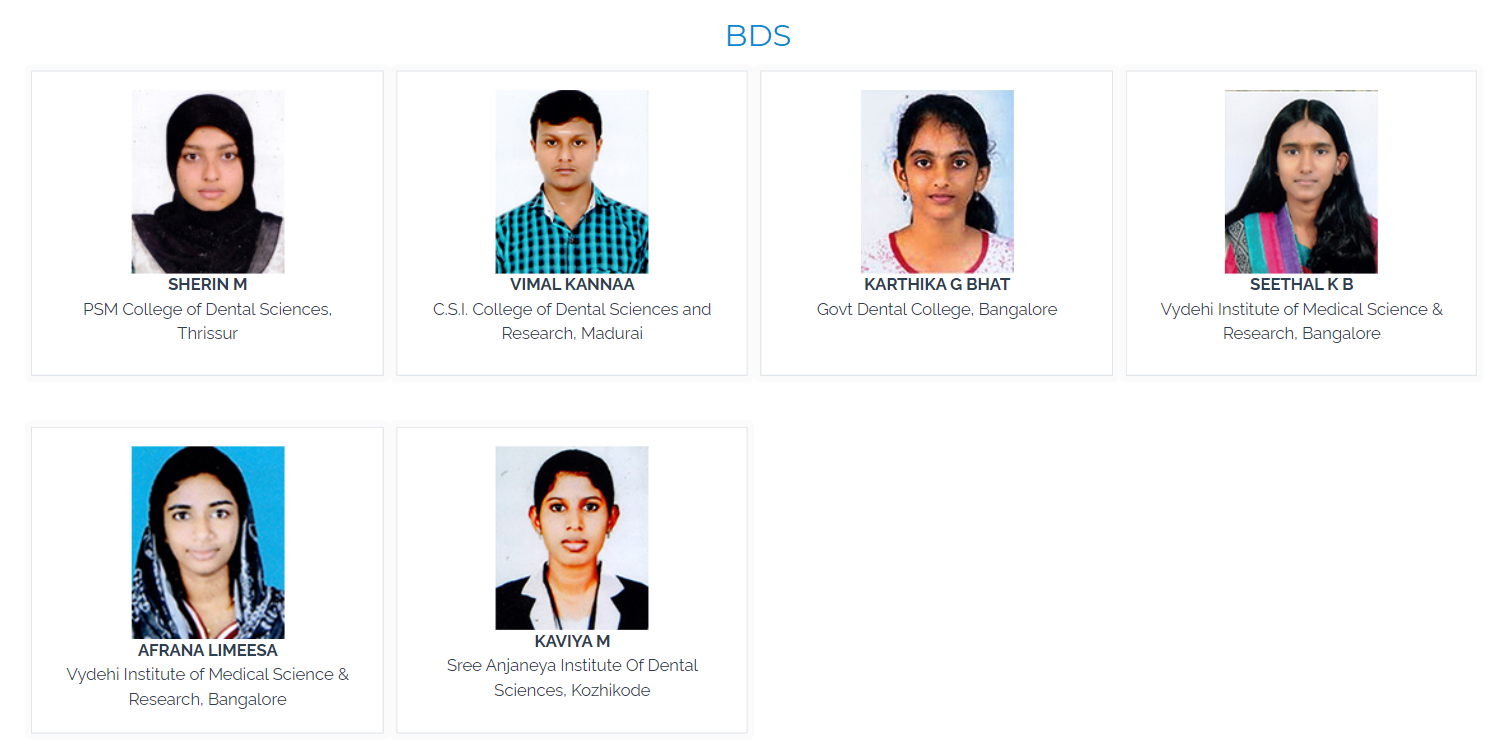 BDS
SHERIN M
PSM College of Dental Sciences,
Thrissur
VIMAL KANNAA
C.S.I. College of Dental Sciences and
Research, Madurai
KARTHIKA G BHAT
Govt Dental College, Bangalore
SEETHAL K B
Vydehi Institute of Medical Science &
Research, Bangalore
AFRANA LIMEESA
Vydehi Institute of Medical Science &
Research, Bangalore
KAVIYA M
Sree Anjaneya Institute Of Dental
Sciences, Kozhikode